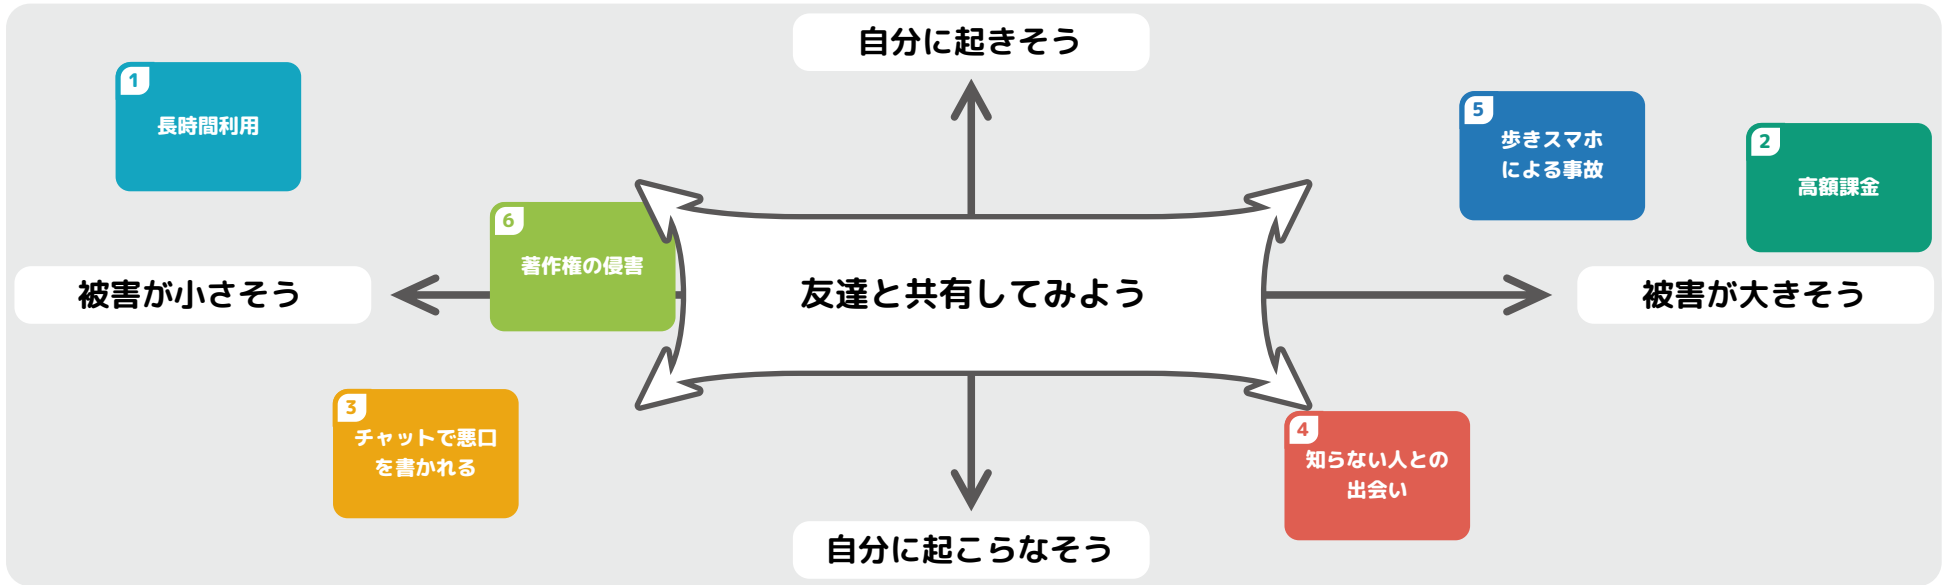 自分に起きそう
1
長時間利用
5
歩きスマホ
による事故
2
高額課金
6
著作権の侵害
被害が小さそう
友達と共有してみよう
被害が大きそう
3
チャットで悪口
を書かれる
4
知らない人との
出会い
自分に起こらなそう